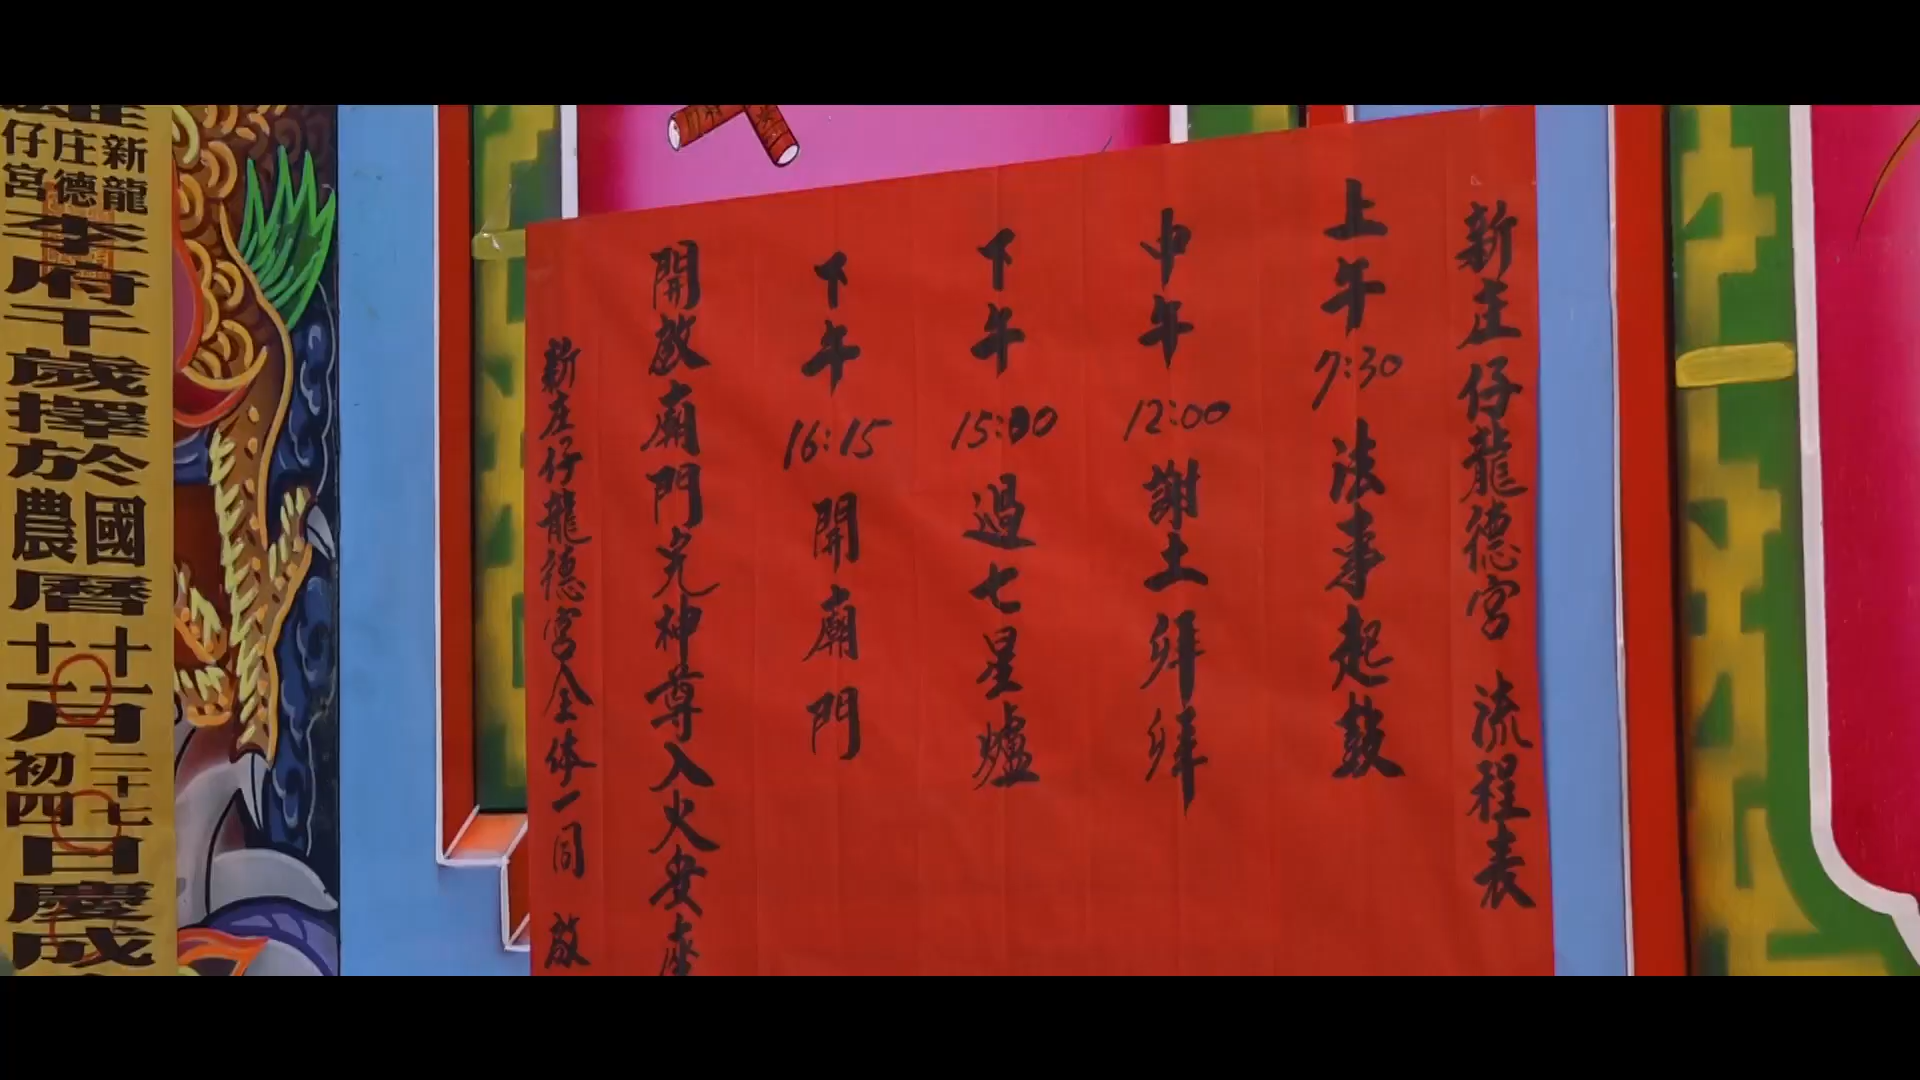 新庄仔龍德宮 流程表
上午 7:30 法事起鼓
中午 12:00 謝土拜拜
下午 15:00 過七星爐
下午 16:15 開廟門
開啟廟門完神尊入火安座
新庄仔龍德宮全体一同 啟
新龍
庄德
仔宮
李府千歲擇於
國
農
曆
十一月
十二月
二十七
初四
日慶成